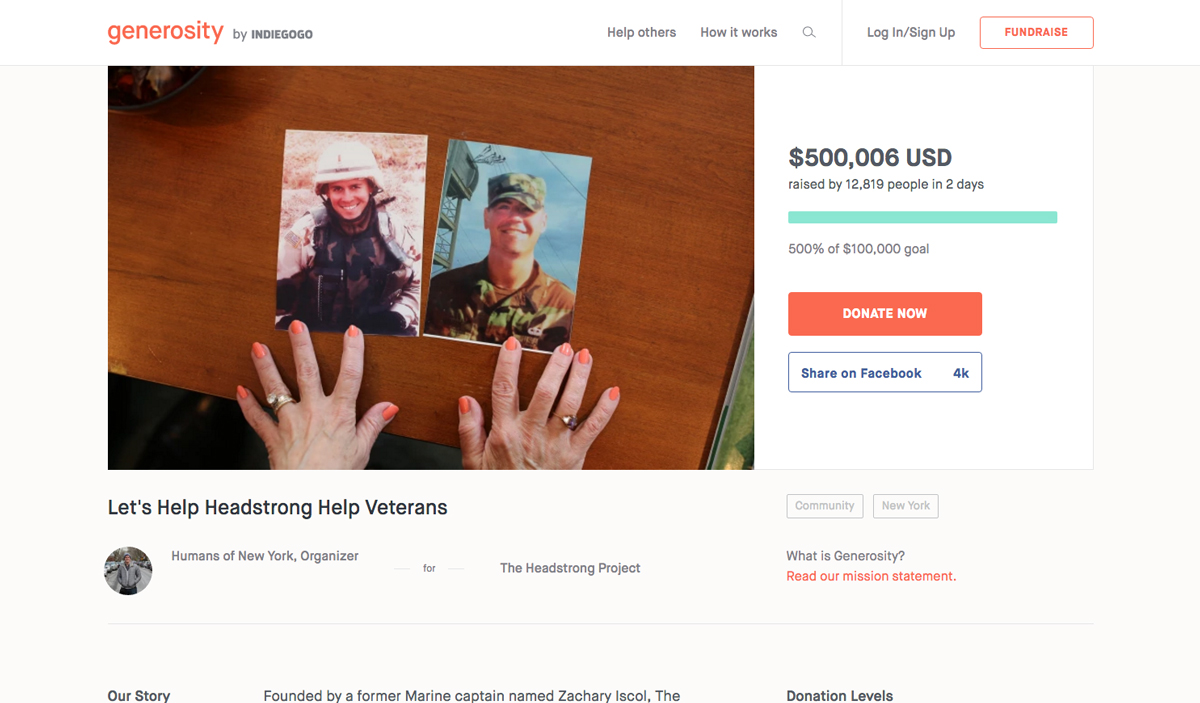 generosity by INDIEGOGO
Help others
How it works
Log In/Sign Up
FUNDRAISE
$500,006 USD
raised by 12,819 people in 2 days
500% of $100,000 goal
DONATE NOW
Share on Facebook 4k
Let's Help Headstrong Help Veterans
Community
New York
Humans of New York, Organizer
for
The Headstrong Project
What is Generosity?
Read our mission statement.
Our Story
Founded by a former Marine captain named Zachary Iscol, The
Donation Levels